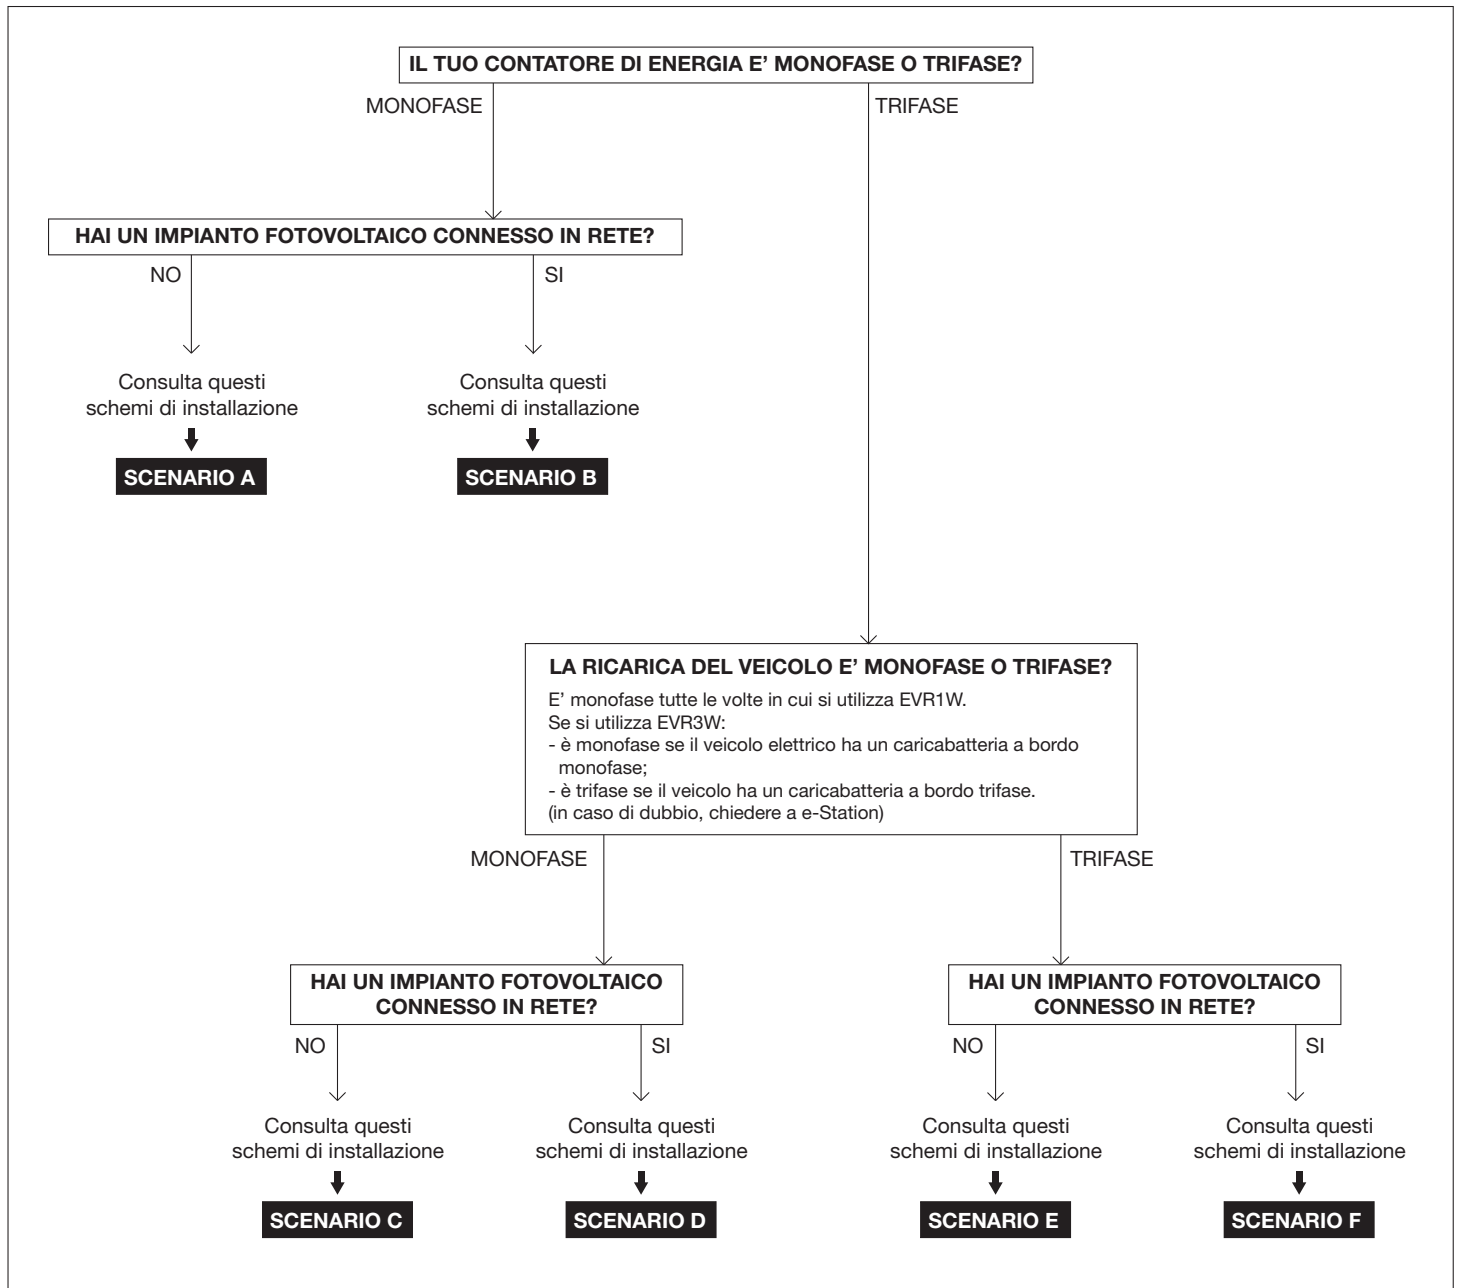 IL TUO CONTATORE DI ENERGIA E' MONOFASE O TRIFASE?
MONOFASE
TRIFASE
HAI UN IMPIANTO FOTOVOLTAICO CONNESSO IN RETE?
NO
SI
Consulta questi
schemi di installazione
SCENARIO A
Consulta questi
schemi di installazione
SCENARIO B
LA RICARICA DEL VEICOLO E' MONOFASE O TRIFASE?
E' monofase tutte le volte in cui si utilizza EVR1W.
Se si utilizza EVR3W:
- è monofase se il veicolo elettrico ha un caricabatteria a bordo
monofase;
- è trifase se il veicolo ha un caricabatteria a bordo trifase.
(in caso di dubbio, chiedere a e-Station)
MONOFASE
TRIFASE
HAI UN IMPIANTO FOTOVOLTAICO
CONNESSO IN RETE?
NO
SI
Consulta questi
schemi di installazione
SCENARIO C
Consulta questi
schemi di installazione
SCENARIO D
HAI UN IMPIANTO FOTOVOLTAICO
CONNESSO IN RETE?
NO
SI
Consulta questi
schemi di installazione
SCENARIO E
Consulta questi
schemi di installazione
SCENARIO F